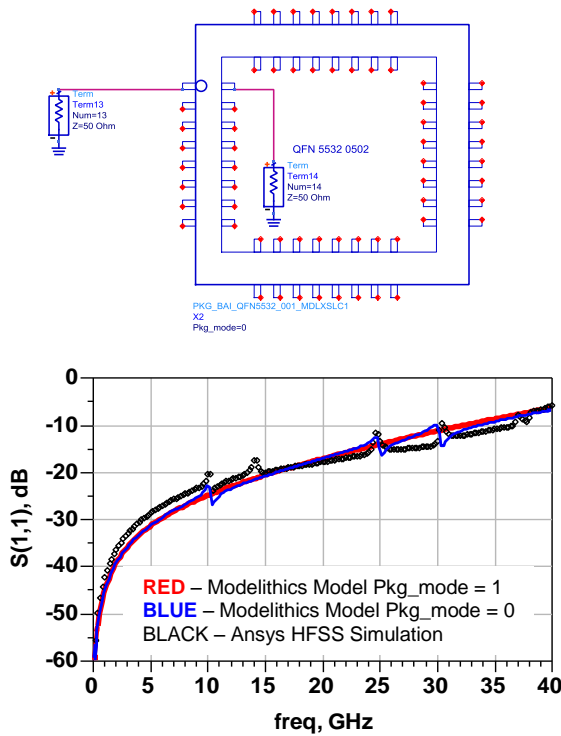 Term
Term13
Num=13
Z=50 Ohm
QFN 5532 0502
Term
Term14
Num=14
Z=50 Ohm
PKG_BAI_QFN5532_001_MDLXSLC1
X2
Pkg_mode=0
0
-10
-20
-30
-40
-50
-60
S(1,1), dB
RED – Modelithics Model Pkg_mode = 1
BLUE – Modelithics Model Pkg_mode = 0
BLACK – Ansys HFSS Simulation
0 5 10 15 20 25 30 35 40
freq, GHz